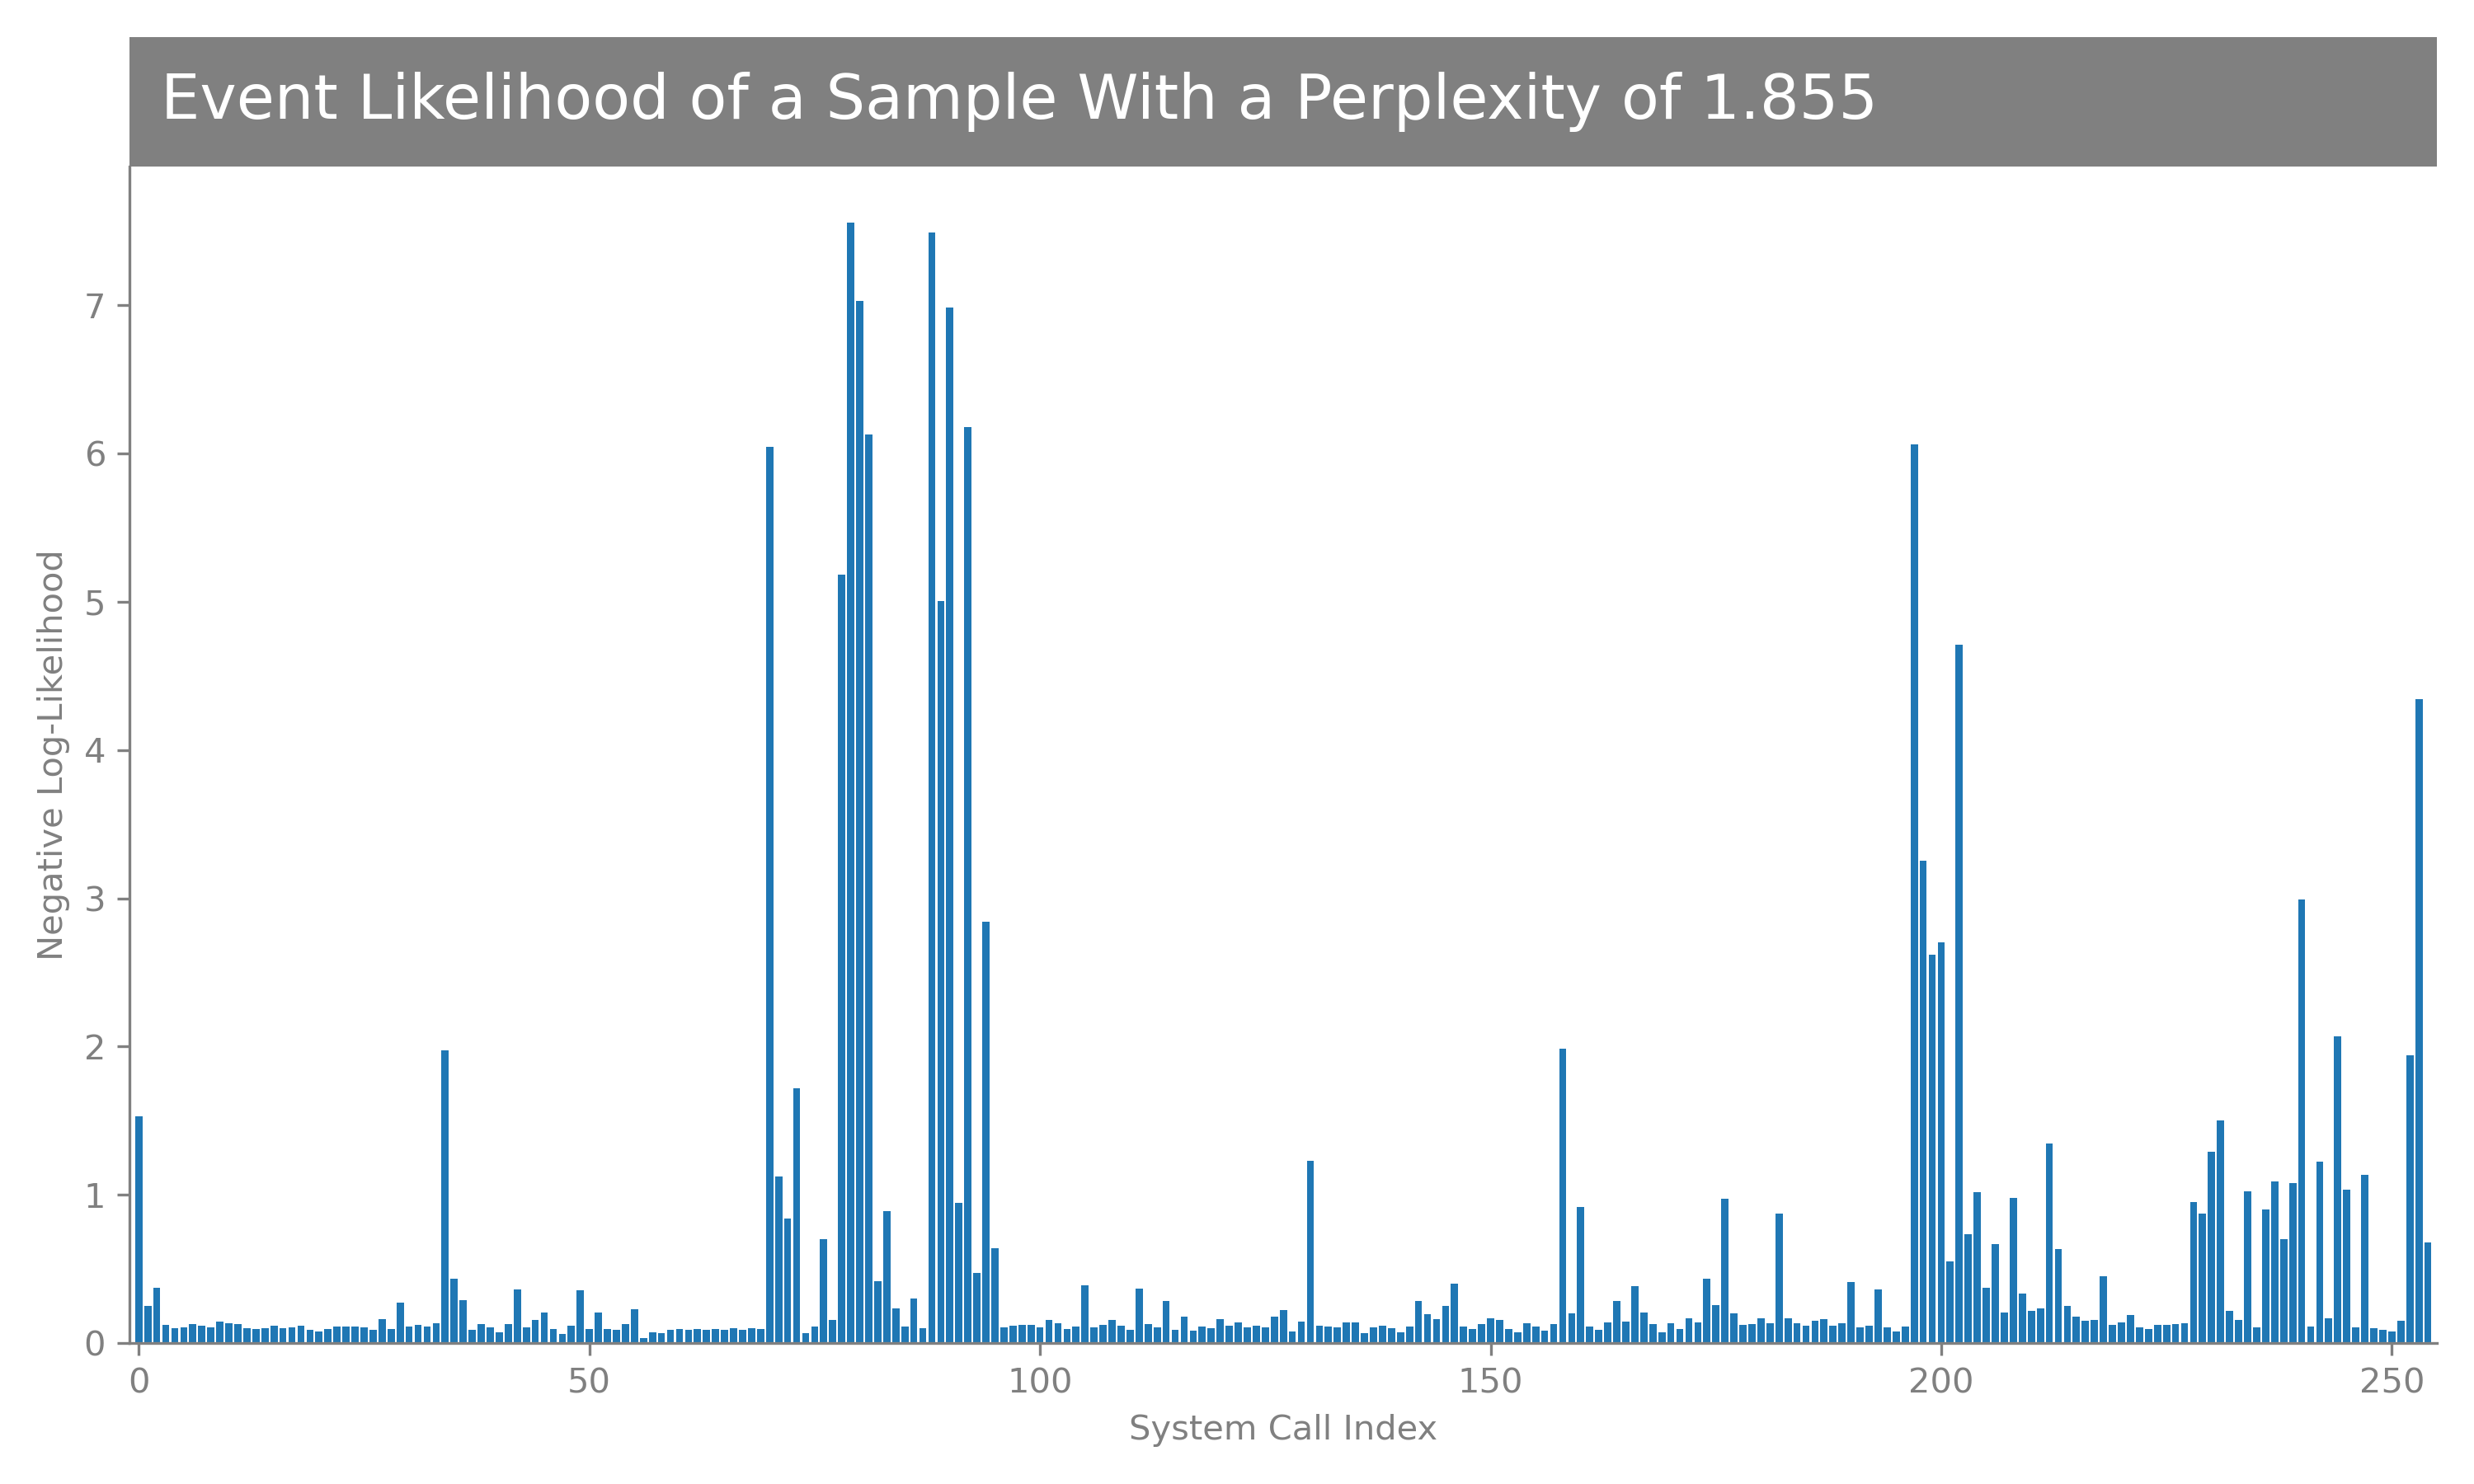 Event Likelihood of a Sample With a Perplexity of 1.855
Negative Log-Likelihood
7
6
5
4
3
2
1
0
0 50 100 150 200 250
System Call Index